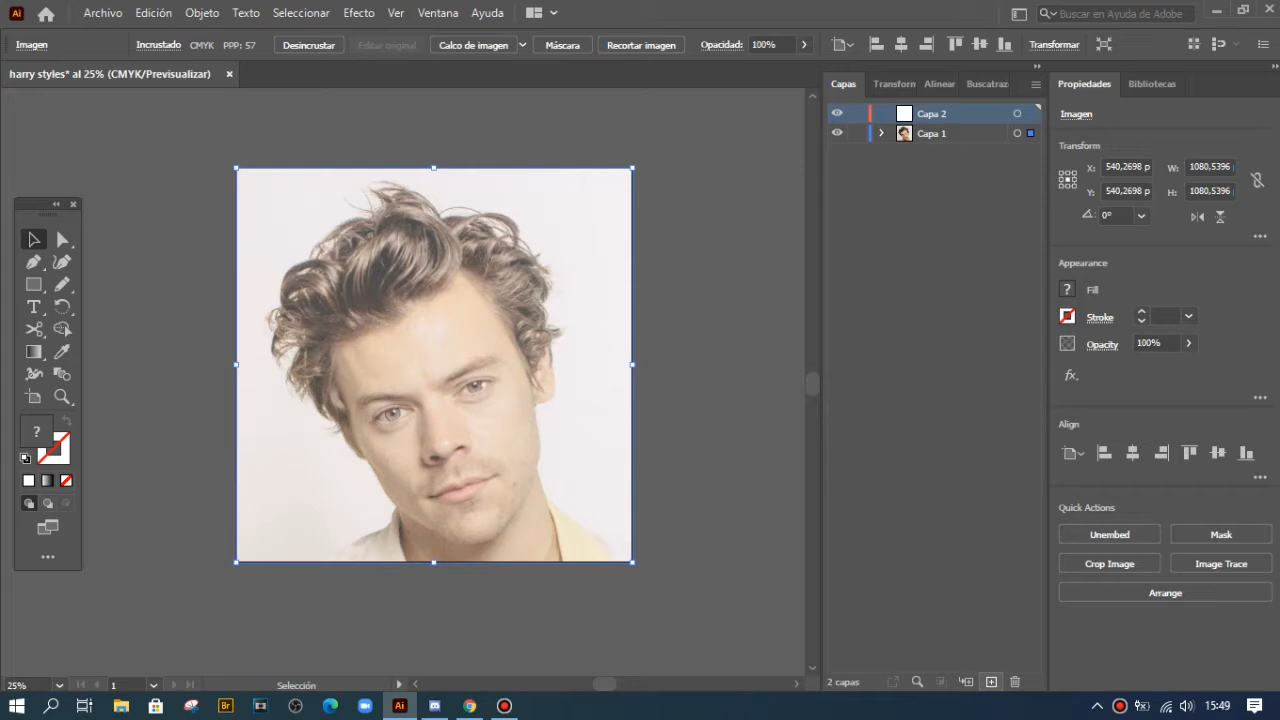 Ai
Archivo Edición Objeto Texto Seleccionar Efecto Ver Ventana Ayuda
Buscar en Ayuda de Adobe
Imagen Incrustado CMYK PPP: 57 Desincrustar Editar original Calco de imagen Máscara Recortar imagen Opacidad: 100% Transformar
harry styles* al 25% (CMYK/Previsualizar)
Capas Transforn Alinear Buscatraz
Propiedades Bibliotecas
Capa 2
Capa 1
Imagen
Transform
X: 540,2698 p W: 1080,5396
Y: 540,2698 p H: 1080,5396
0°
Appearance
? Fill
Stroke
Opacity 100%
fx.
Align
Quick Actions
Unembed Mask
Crop Image Image Trace
Arrange
T
?
25% 1 Selección
2 capas
Br Ai
15:49